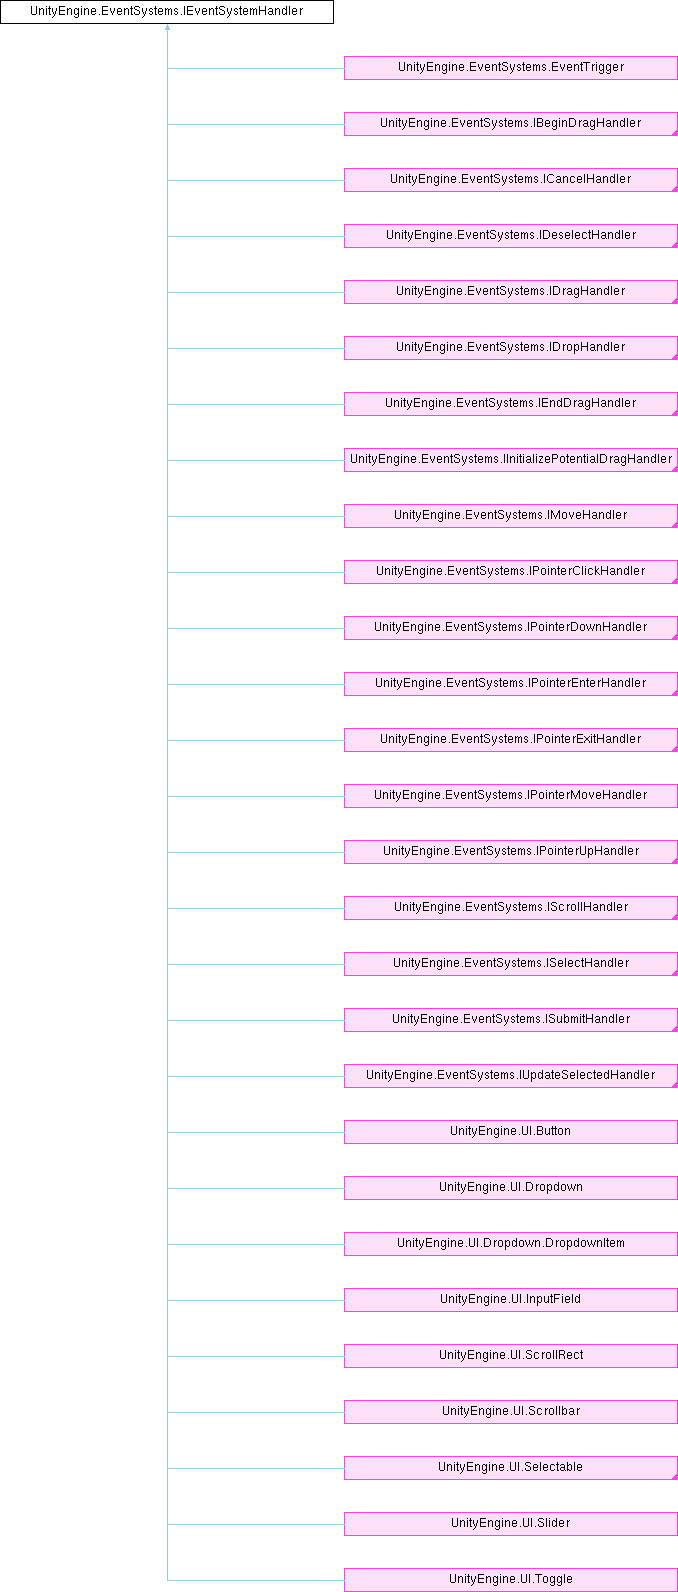 UnityEngine.EventSystems.IEventSystemHandler
UnityEngine.EventSystems.EventTrigger
UnityEngine.EventSystems.IBeginDragHandler
UnityEngine.EventSystems.ICancelHandler
UnityEngine.EventSystems.IDeselectHandler
UnityEngine.EventSystems.IDragHandler
UnityEngine.EventSystems.IDropHandler
UnityEngine.EventSystems.IEndDragHandler
UnityEngine.EventSystems.IInitializePotentialDragHandler
UnityEngine.EventSystems.IMoveHandler
UnityEngine.EventSystems.IPointerClickHandler
UnityEngine.EventSystems.IPointerDownHandler
UnityEngine.EventSystems.IPointerEnterHandler
UnityEngine.EventSystems.IPointerExitHandler
UnityEngine.EventSystems.IPointerMoveHandler
UnityEngine.EventSystems.IPointerUpHandler
UnityEngine.EventSystems.IScrollHandler
UnityEngine.EventSystems.ISelectHandler
UnityEngine.EventSystems.ISubmitHandler
UnityEngine.EventSystems.IUpdateSelectedHandler
UnityEngine.UI.Button
UnityEngine.UI.Dropdown
UnityEngine.UI.Dropdown.DropdownItem
UnityEngine.UI.InputField
UnityEngine.UI.ScrollRect
UnityEngine.UI.Scrollbar
UnityEngine.UI.Selectable
UnityEngine.UI.Slider
UnityEngine.UI.Toggle